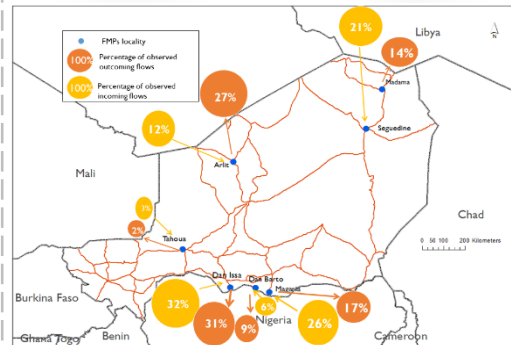 FMPs locality
100%
Percentage of observed
outcoming flows
100%
Percentage of observed
incoming flows
21%
Libya
14%
Madama
N
27%
12%
Seguedine
Arlit
Mali
Chad
2%
Tahoua
0 50 100 200 Kilometers
Dan Issa
Dan Barto
Magaria
Burkina Faso
32%
31%
9%
6%
Nigeria
26%
17%
Ghana
Togo
Benin
Cameroon